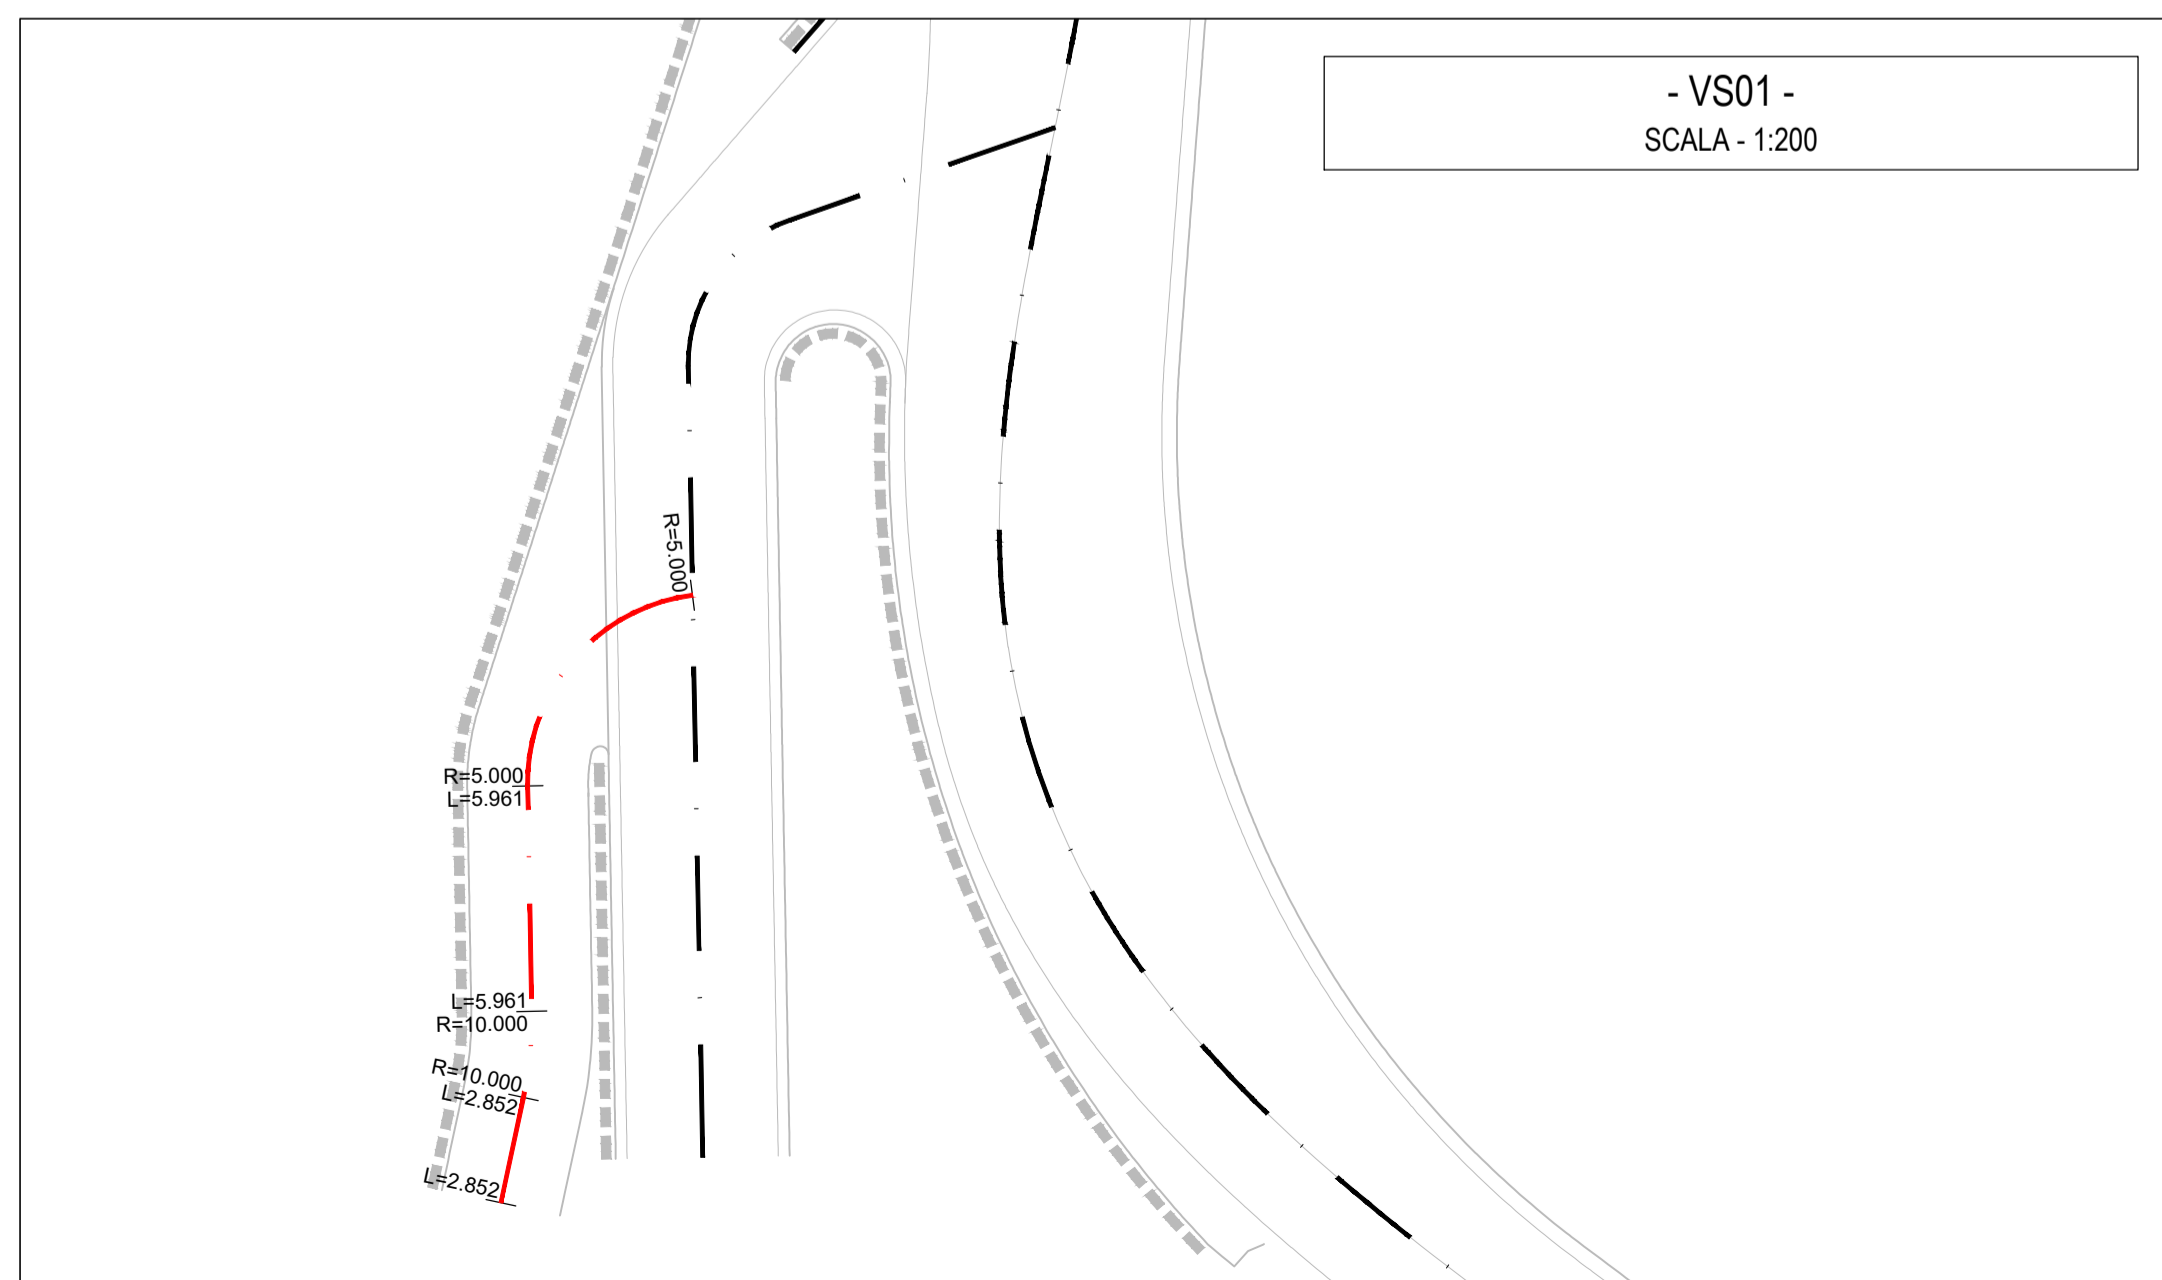 - VS01 -
SCALA - 1:200
R=5.000
R=5.000
L=5.961
L=5.961
R=10.000
R=10.000
L=2.852
L=2.852